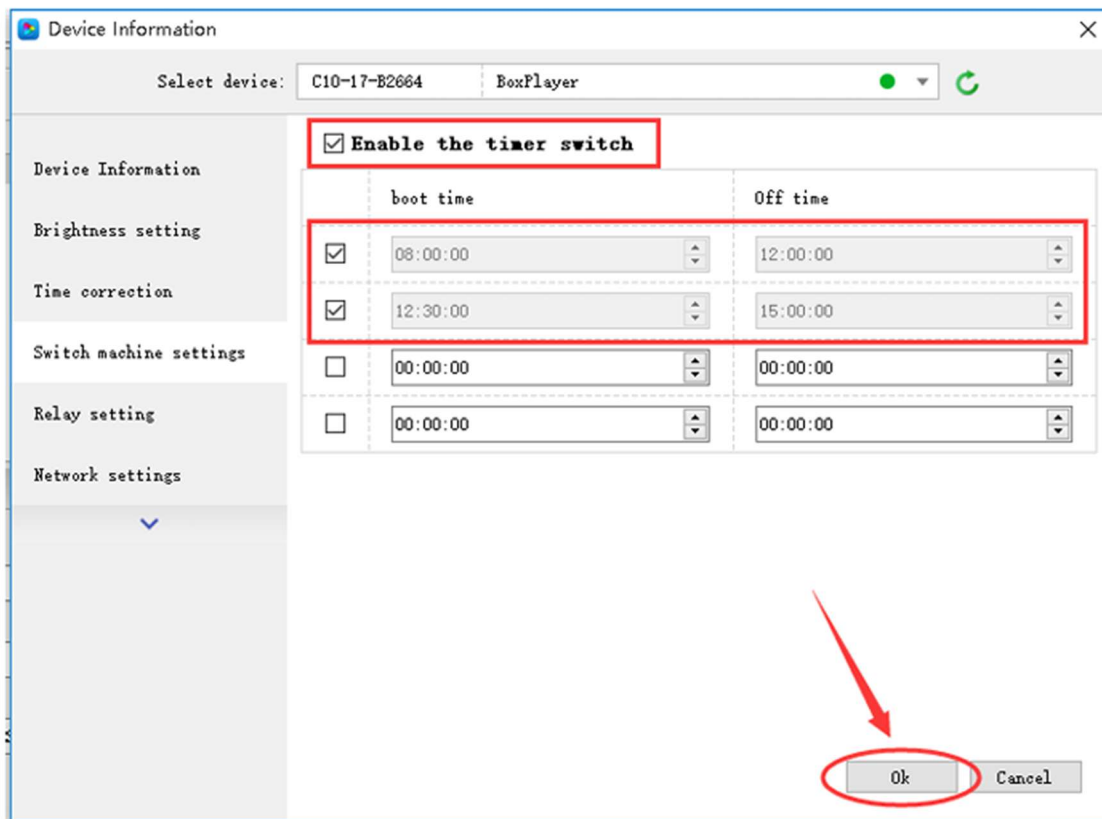 Device Information
Select device: C10-17-B2664 BoxPlayer
Enable the timer switch
Device Information
Brightness setting
Time correction
Switch machine settings
Relay setting
Network settings
boot time Off time
08:00:00 12:00:00
12:30:00 15:00:00
00:00:00 00:00:00
00:00:00 00:00:00
Ok Cancel